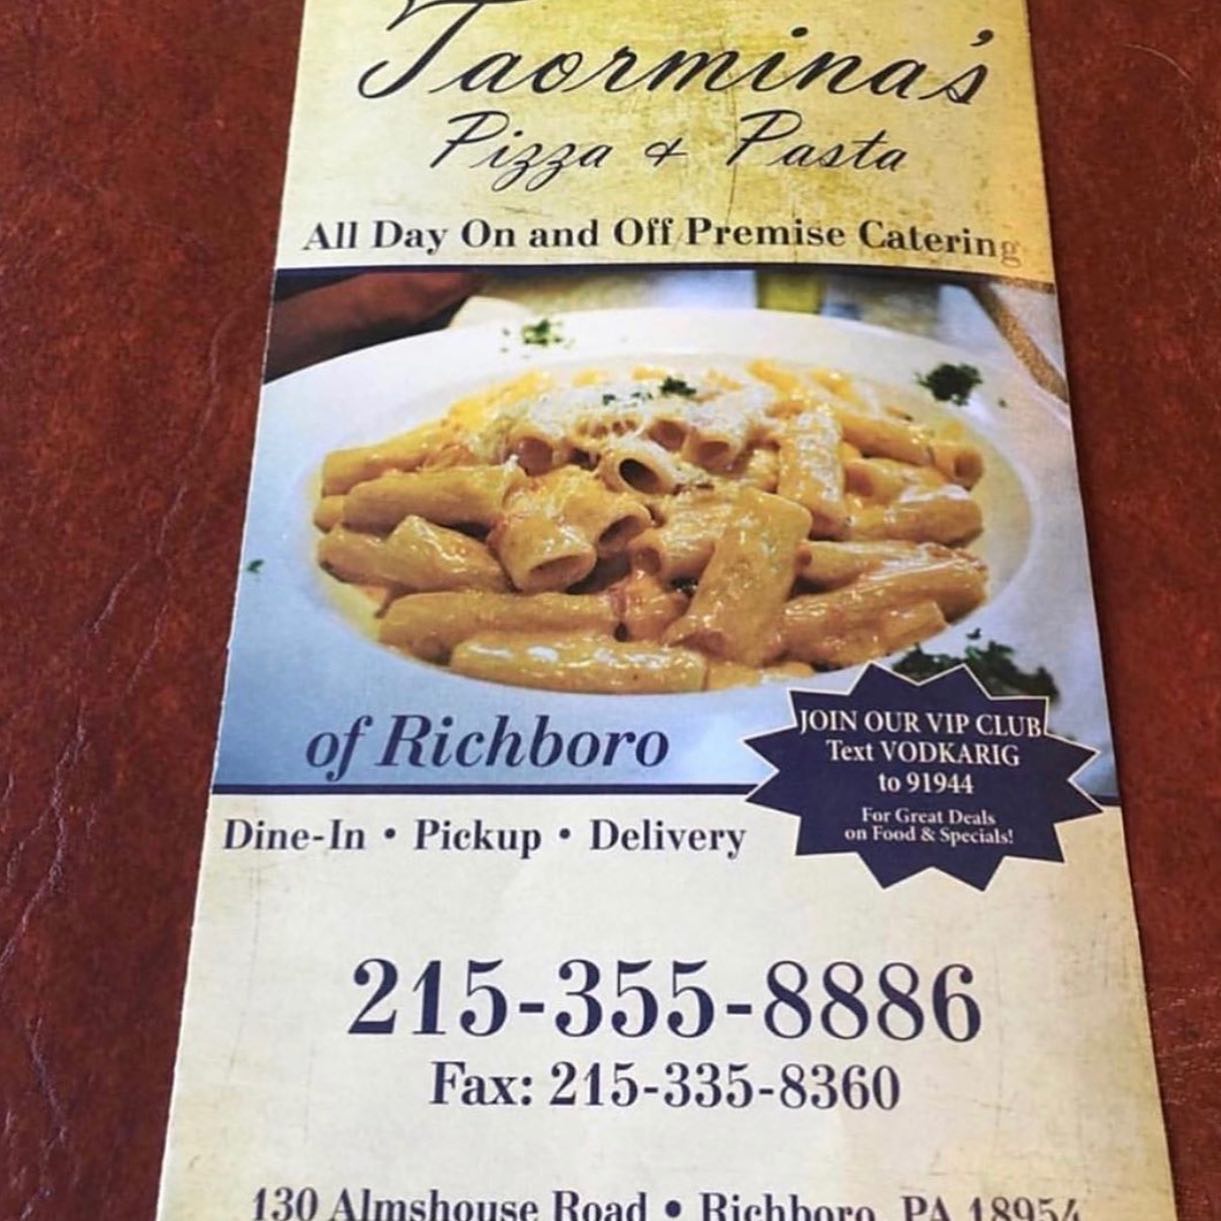 Taormina's
Pizza & Pasta
All Day On and Off Premise Catering
of Richboro
JOIN OUR VIP CLUB
Text VODKARIG
to 91944
For Great Deals
on Food & Specials!
Dine-In • Pickup • Delivery
215-355-8886
Fax: 215-335-8360
130 Almshouse Road • Richboro, PA 18954